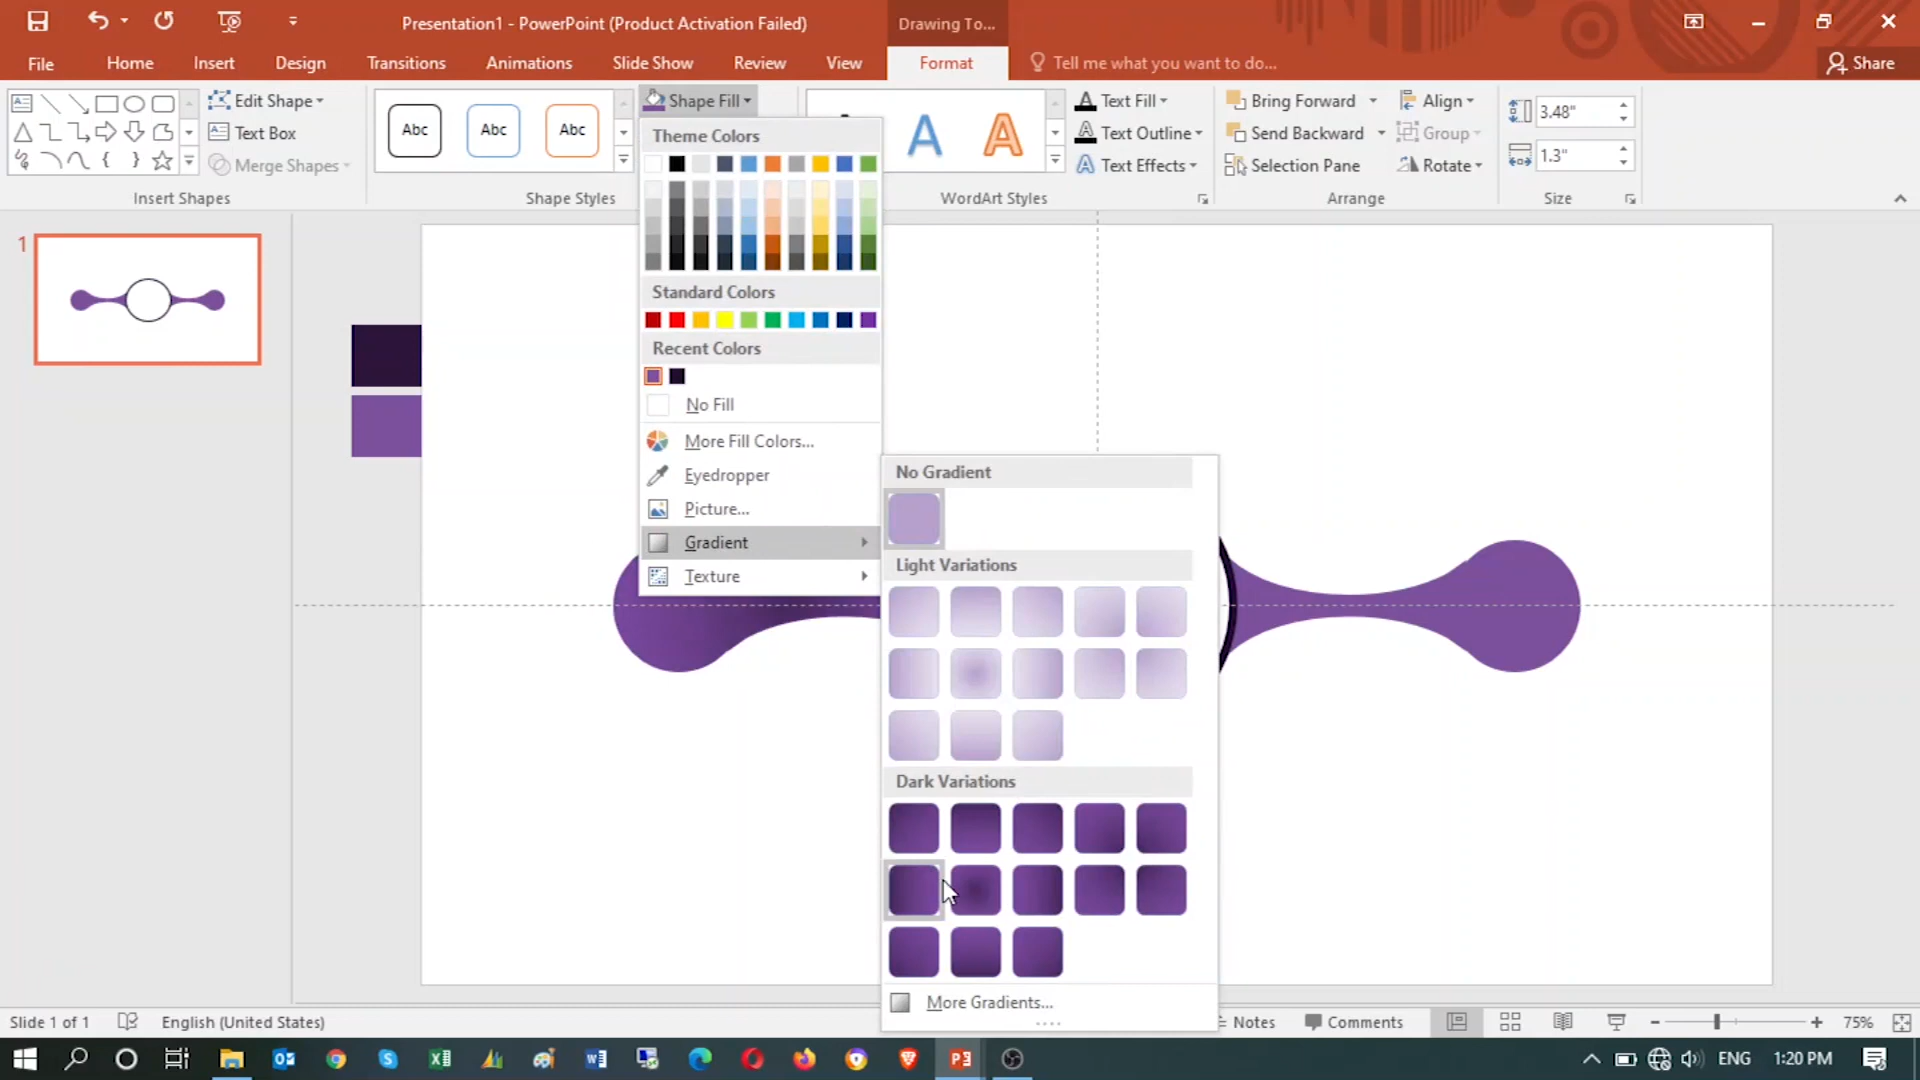 Presentation1 - PowerPoint (Product Activation Failed)
Drawing To...
File
Home
Insert
Design
Transitions
Animations
Slide Show
Review
View
Format
Tell me what you want to do...
Share
Edit Shape
Text Box
Merge Shapes
Insert Shapes
Abc
Abc
Abc
Shape Styles
Shape Fill
A
A
WordArt Styles
Text Fill
Text Outline
Text Effects
Bring Forward
Send Backward
Selection Pane
Align
Group
Rotate
Arrange
3.48"
1.3"
Size
Theme Colors
Standard Colors
Recent Colors
No Fill
More Fill Colors...
Eyedropper
Picture...
Gradient
Texture
No Gradient
Light Variations
Dark Variations
More Gradients...
1
Slide 1 of 1
English (United States)
Notes
Comments
75%
ENG
1:20 PM